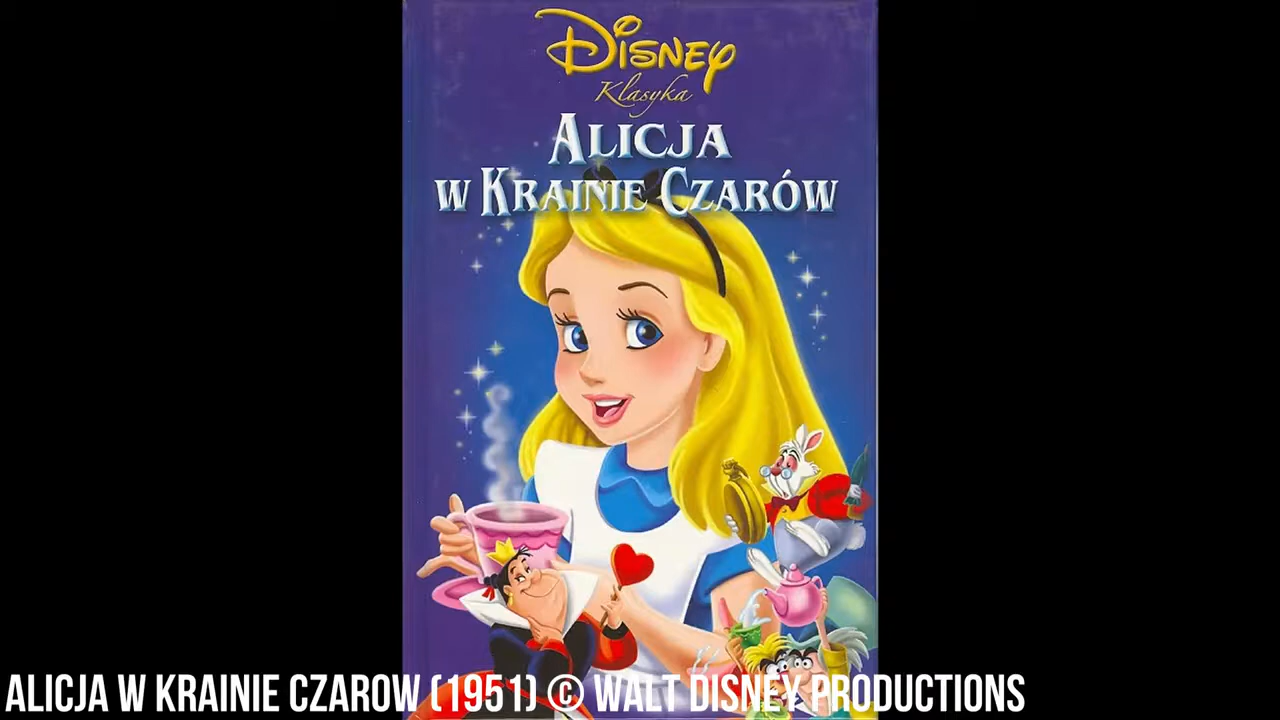 Disney
Klasyka
ALICJA
W KRAINIE CZARÓW
ALICJA W KRAINIE CZAROW (1951) © WALT DISNEY PRODUCTIONS